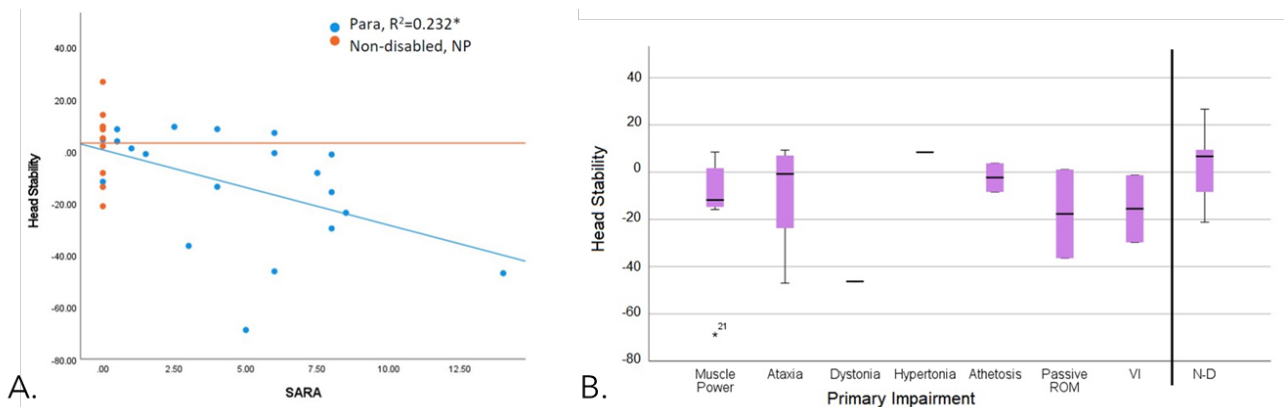 Para, R²=0.232*
Non-disabled, NP
40.00
20.00
.00
-20.00
-40.00
-60.00
-80.00
Head Stability
.00
2.50
5.00
7.50
10.00
12.50
SARA
A.
40
20
0
-20
-40
-60
-80
Head Stability
*21
Muscle Power
Ataxia
Dystonia
Hypertonia
Athetosis
Passive ROM
VI
N-D
Primary Impairment
B.